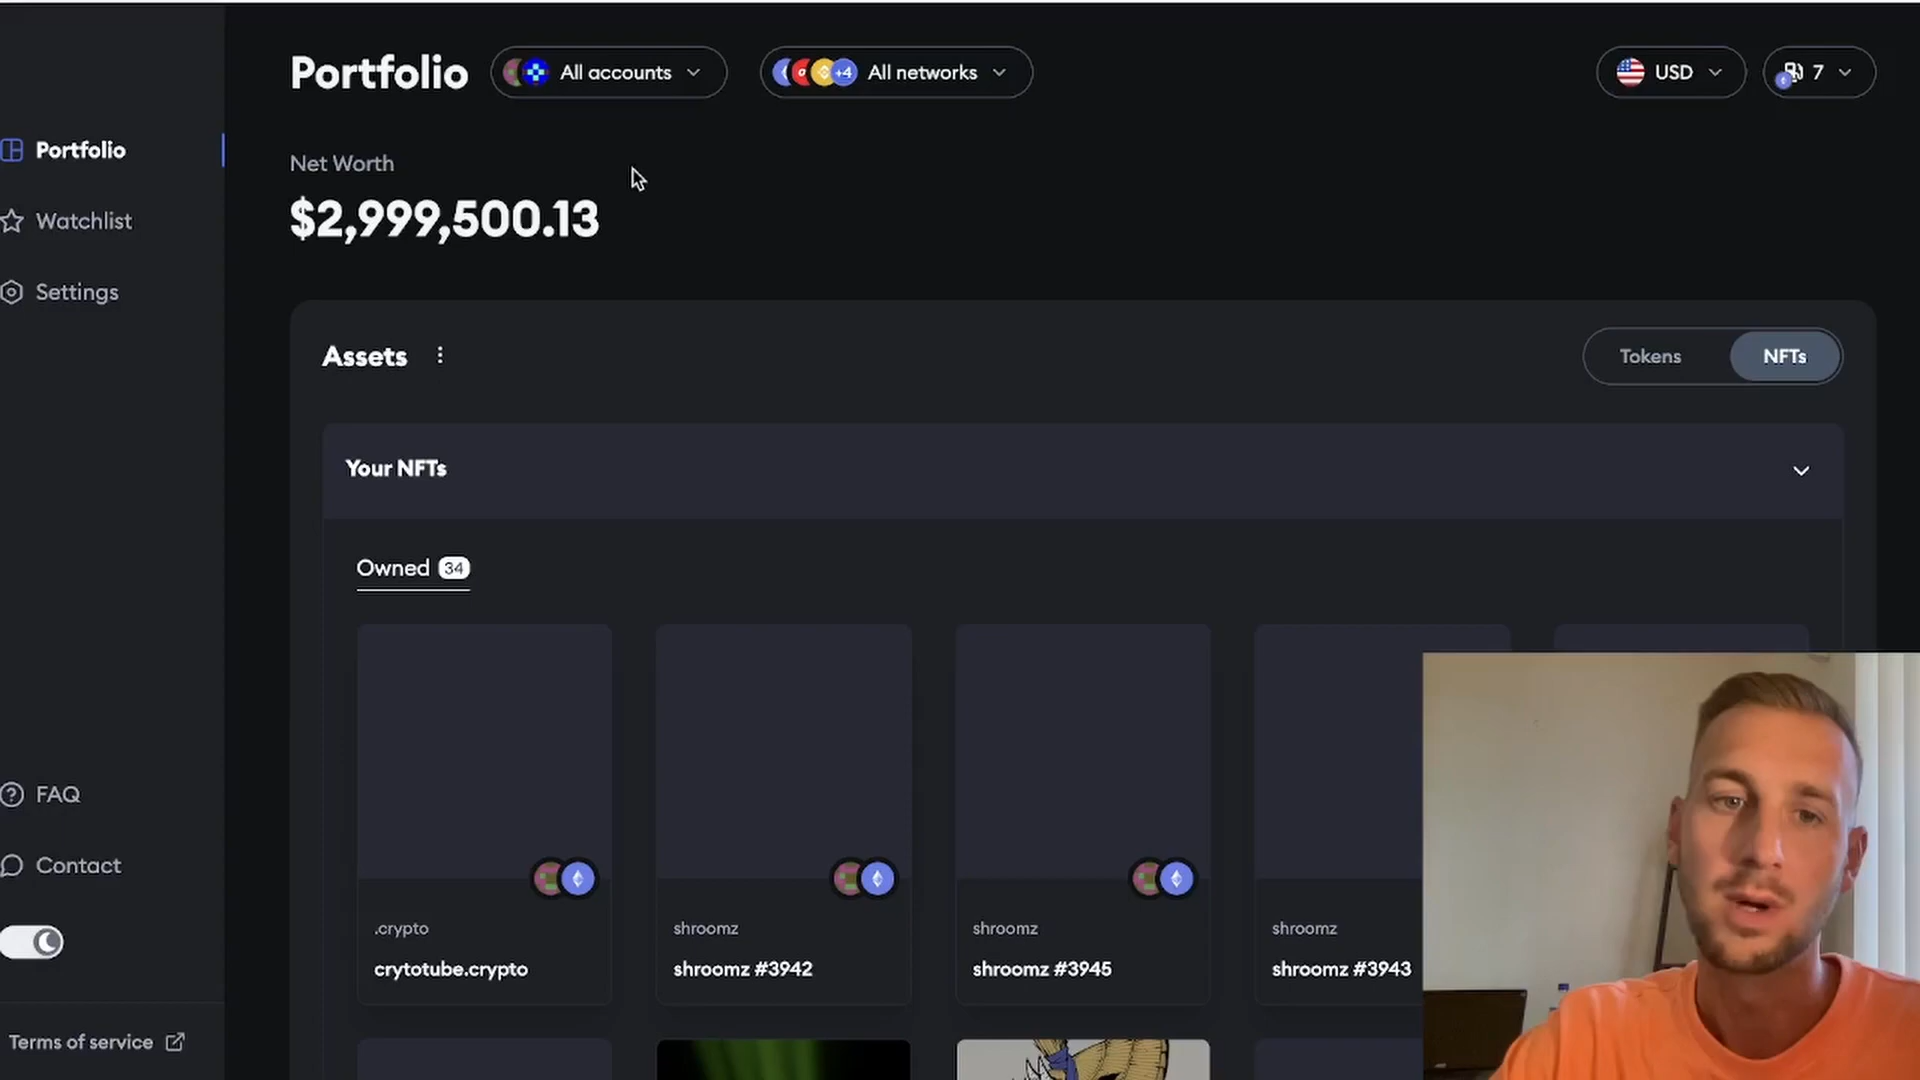 Portfolio
All accounts
+4 All networks
USD
7
Portfolio
Watchlist
Settings
Net Worth
$2,999,500.13
Assets
Tokens
NFTs
Your NFTs
Owned 34
.crypto
crytotube.crypto
shroomz
shroomz #3942
shroomz
shroomz #3945
shroomz
shroomz #3943
FAQ
Contact
Terms of service